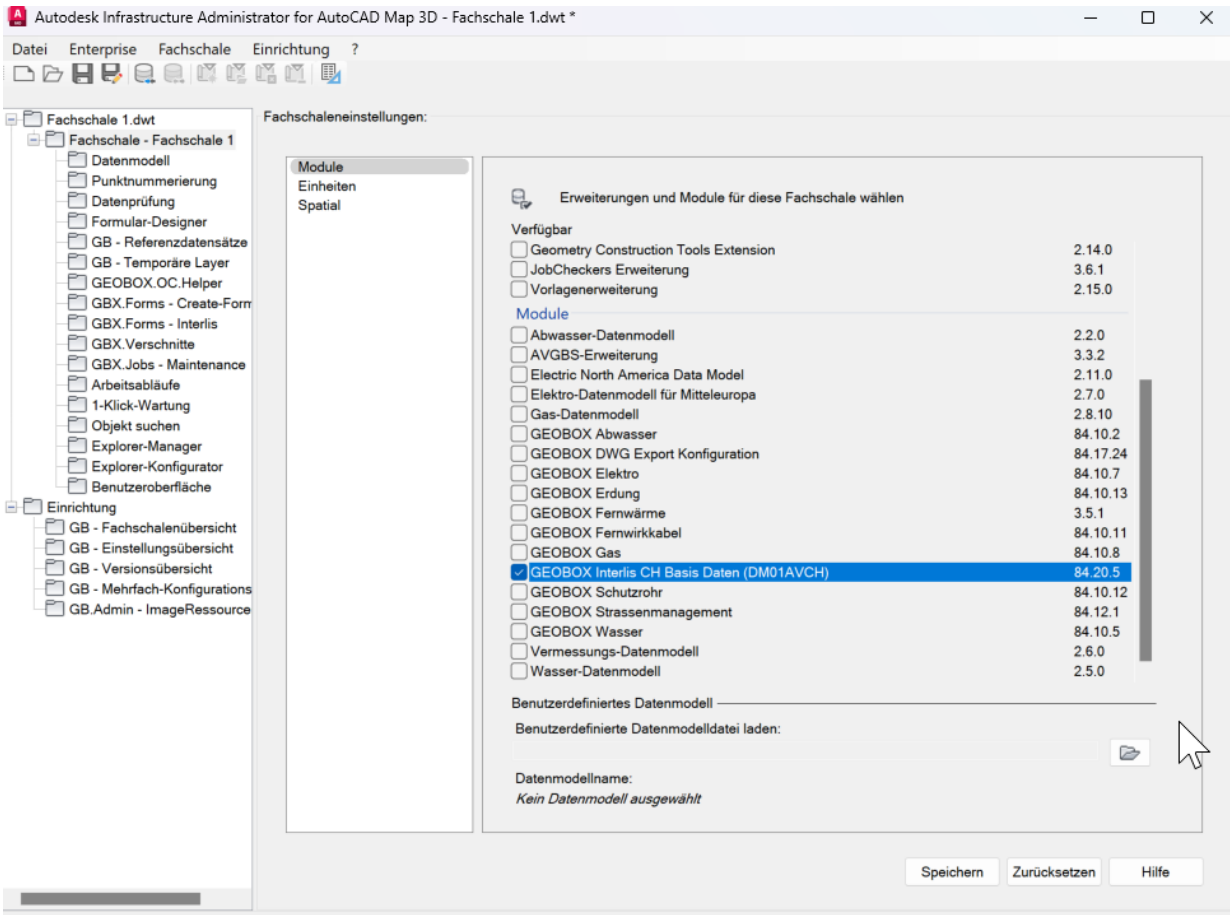 Autodesk Infrastructure Administrator for AutoCAD Map 3D - Fachschale 1.dwt *
Datei Enterprise Fachschale Einrichtung ?
Fachschale 1.dwt
Fachschale - Fachschale 1
Datenmodell
Punktnummerierung
Datenprüfung
Formular-Designer
GB - Referenzdatensätze
GB - Temporäre Layer
GEOBOX.OC.Helper
GBX.Forms - Create-Form
GBX.Forms - Interlis
GBX.Verschnitte
GBX.Jobs - Maintenance
Arbeitsabläufe
1-Klick-Wartung
Objekt suchen
Explorer-Manager
Explorer-Konfigurator
Benutzeroberfläche
Einrichtung
GB - Fachschalenübersicht
GB - Einstellungsübersicht
GB - Versionsübersicht
GB - Mehrfach-Konfigurations
GB.Admin - ImageRessource
Fachschaleneinstellungen:
Module
Einheiten
Spatial
Erweiterungen und Module für diese Fachschale wählen
Verfügbar
Geometry Construction Tools Extension 2.14.0
JobCheckers Erweiterung 3.6.1
Vorlagenerweiterung 2.15.0
Module
Abwasser-Datenmodell 2.2.0
AVGBS-Erweiterung 3.3.2
Electric North America Data Model 2.11.0
Elektro-Datenmodell für Mitteleuropa 2.7.0
Gas-Datenmodell 2.8.10
GEOBOX Abwasser 84.10.2
GEOBOX DWG Export Konfiguration 84.17.24
GEOBOX Elektro 84.10.7
GEOBOX Erdung 84.10.13
GEOBOX Fernwärme 3.5.1
GEOBOX Fernwirkkabel 84.10.11
GEOBOX Gas 84.10.8
GEOBOX Interlis CH Basis Daten (DM01AVCH) 84.20.5
GEOBOX Schutzrohr 84.10.12
GEOBOX Strassenmanagement 84.12.1
GEOBOX Wasser 84.10.5
Vermessungs-Datenmodell 2.6.0
Wasser-Datenmodell 2.5.0
Benutzerdefiniertes Datenmodell
Benutzerdefinierte Datenmodelldatei laden:
Datenmodellname:
Kein Datenmodell ausgewählt
Speichern Zurücksetzen Hilfe